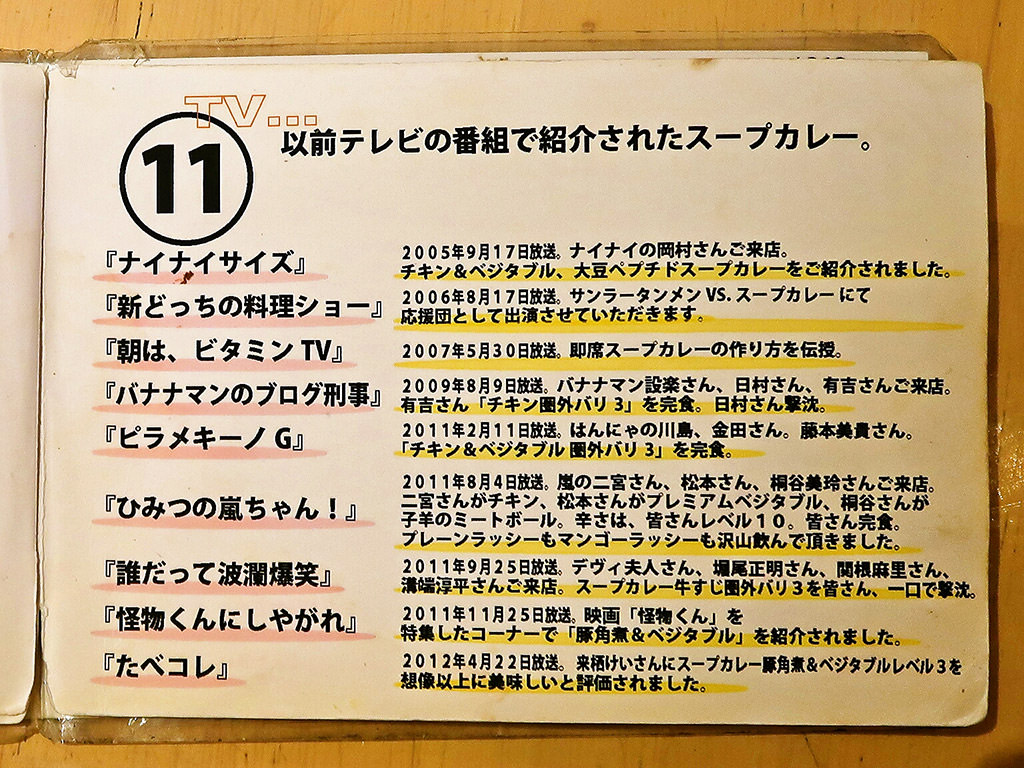 TV...
11
以前テレビの番組で紹介されたスープカレー。
『ナイナイサイズ』
2005年9月17日放送。ナイナイの岡村さんご来店。
チキン＆ベジタブル、大豆ペプチドスープカレーをご紹介されました。
『新どっちの料理ショー』
2006年8月17日放送。サンラータンメン VS. スープカレー にて
応援団として出演させていただきます。
『朝は、ビタミン TV』
2007年5月30日放送。即席スープカレーの作り方を伝授。
『バナナマンのブログ刑事』
2009年8月9日放送。バナナマン設楽さん、日村さん、有吉さんご来店。
有吉さん「チキン圏外バリ 3」を完食。日村さん撃沈。
『ピラメキーノ G』
2011年2月11日放送。はんにゃの川島、金田さん。藤本美貴さん。
「チキン＆ベジタブル 圏外バリ 3」を完食。
『ひみつの嵐ちゃん！』
2011年8月4日放送。嵐の二宮さん、松本さん、桐谷美玲さんご来店。
二宮さんがチキン、松本さんがプレミアムベジタブル、桐谷さんが
子羊のミートボール。辛さは、皆さんレベル１０。皆さん完食。
プレーンラッシーもマンゴーラッシーも沢山飲んで頂きました。
『誰だって波瀾爆笑』
2011年9月25日放送。デヴィ夫人さん、堀尾正明さん、関根麻里さん、
溝端淳平さんご来店。スープカレー牛すじ圏外バリ３を皆さん、一口で撃沈。
『怪物くんにしやがれ』
2011年11月25日放送。映画「怪物くん」を
特集したコーナーで「豚角煮＆ベジタブル」を紹介されました。
『たべコレ』
2012年4月22日放送。来栖けいさんにスープカレー豚角煮＆ベジタブルレベル３を
想像以上に美味しいと評価されました。